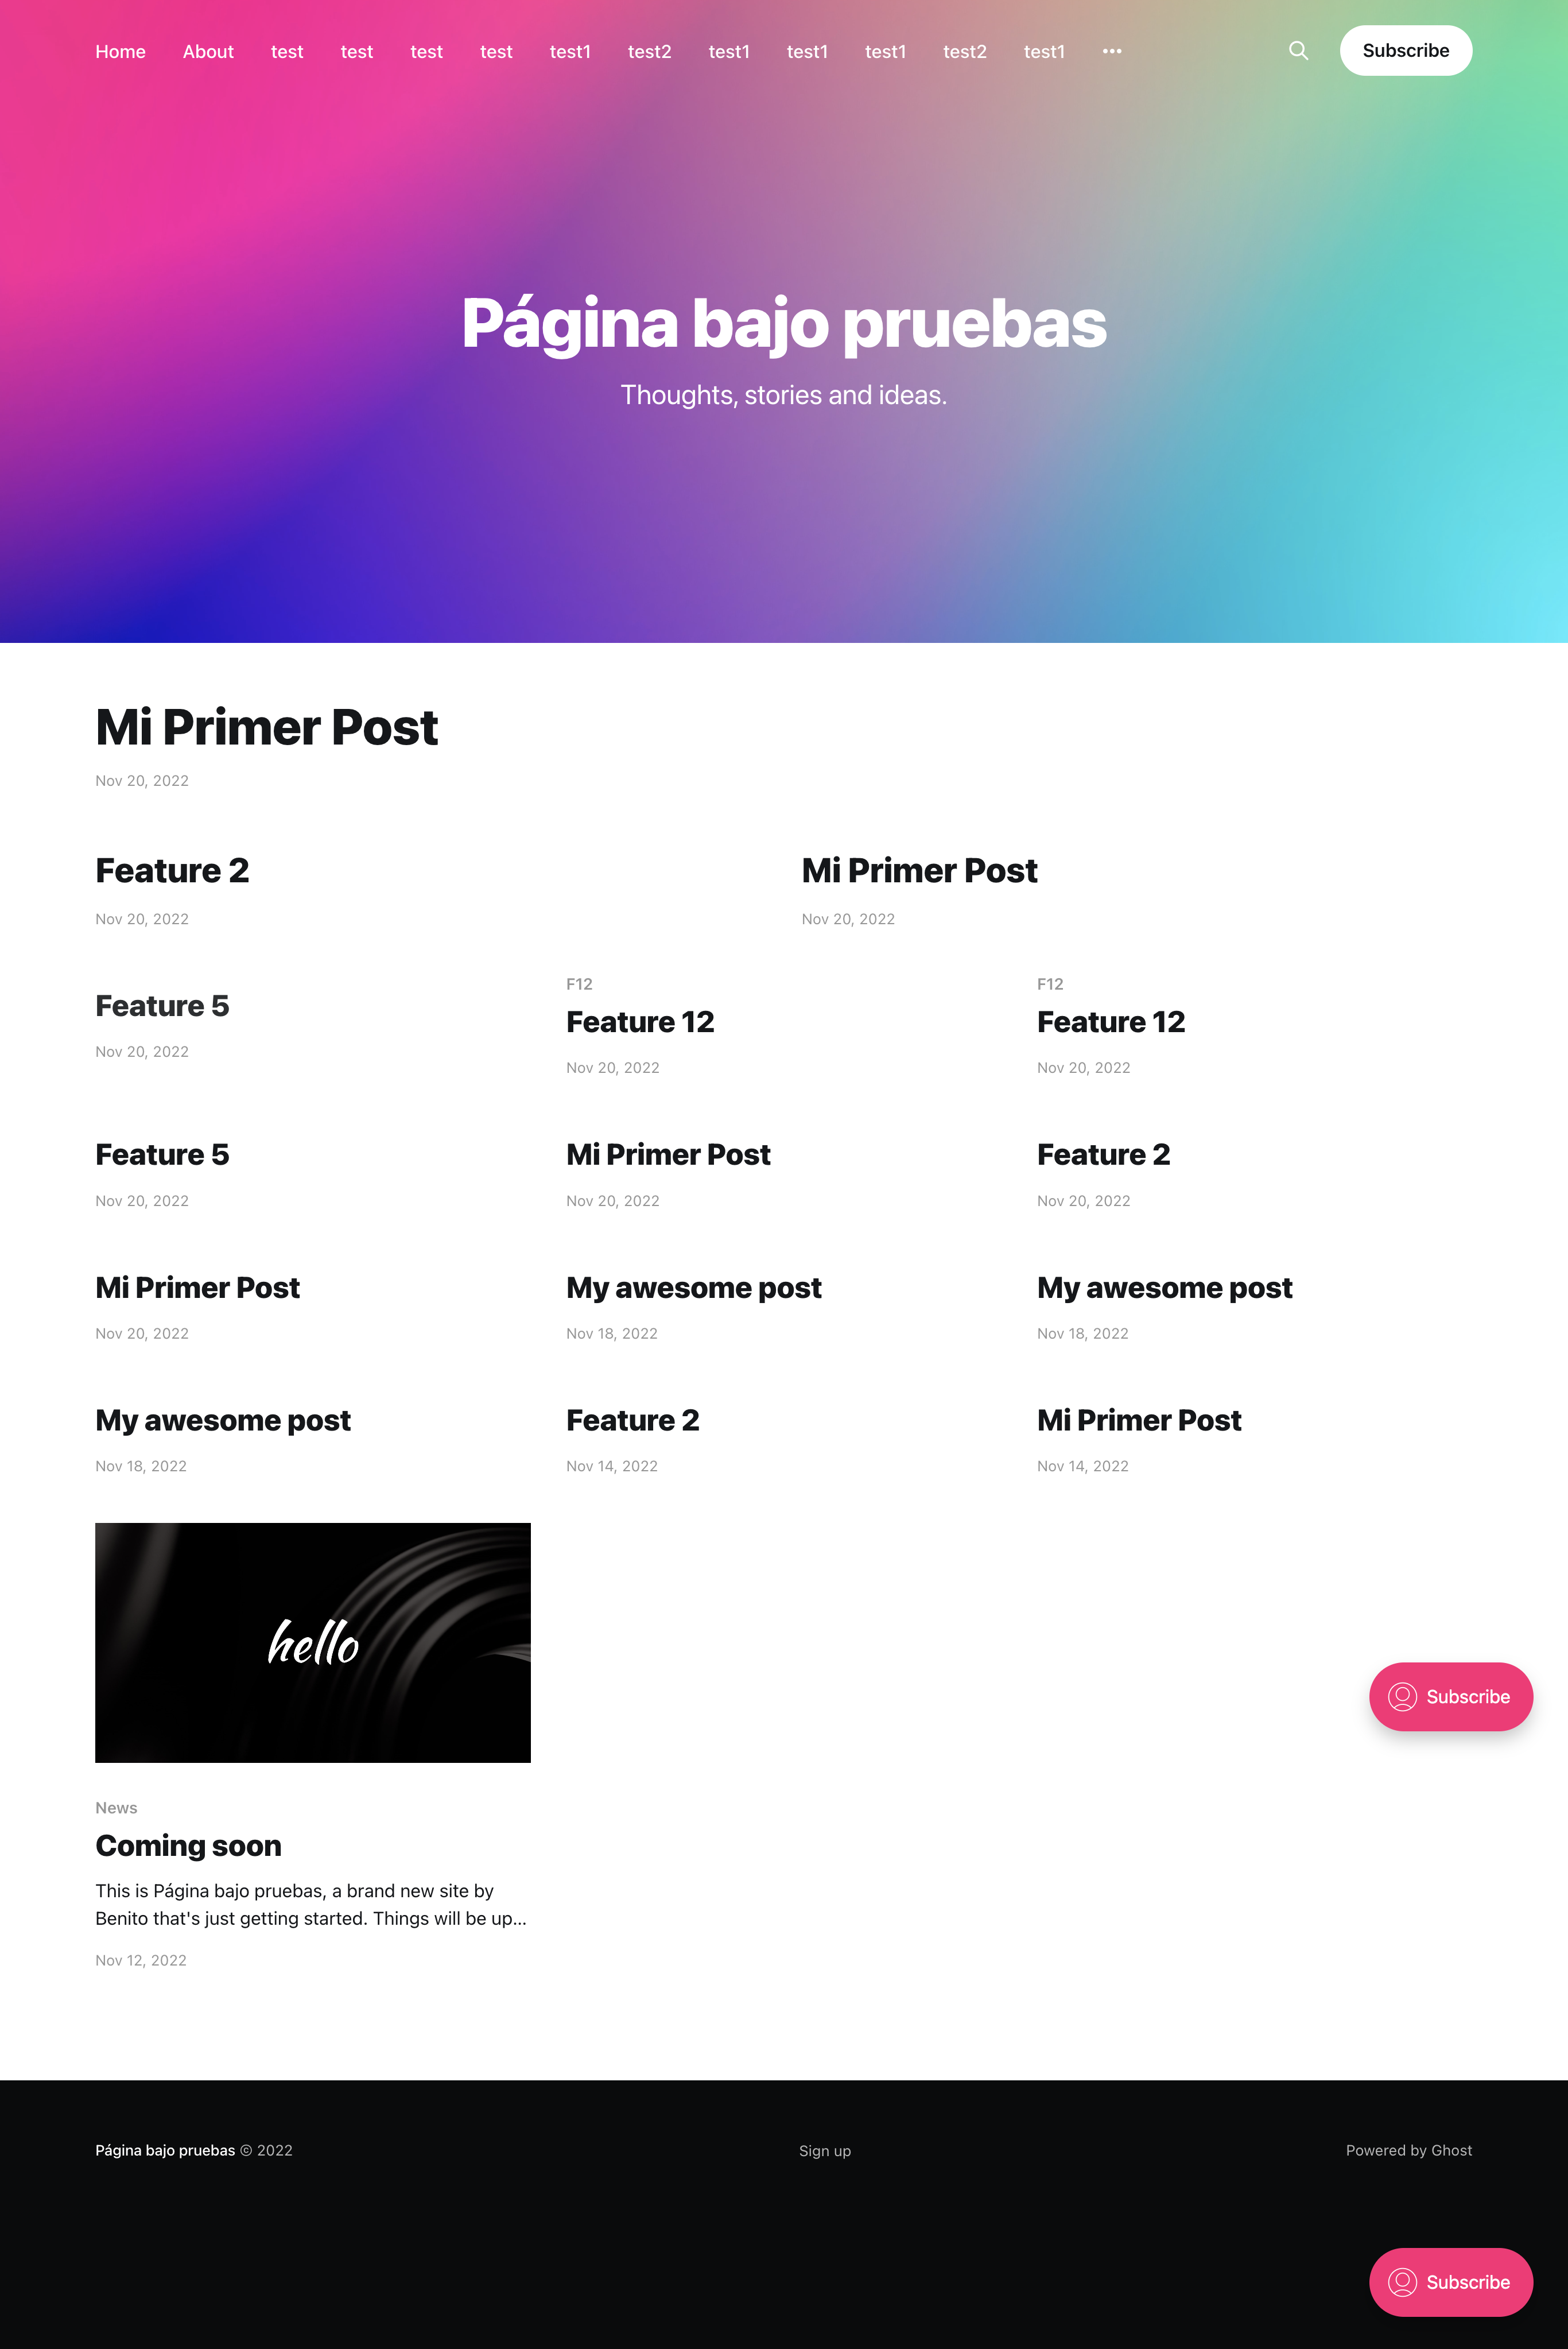 Home About test test test test test1 test2 test1 test1 test1 test2 test1 ••• Subscribe
Página bajo pruebas
Thoughts, stories and ideas.
Mi Primer Post
Nov 20, 2022
Feature 2
Nov 20, 2022
Mi Primer Post
Nov 20, 2022
Feature 5
Nov 20, 2022
F12
Feature 12
Nov 20, 2022
F12
Feature 12
Nov 20, 2022
Feature 5
Nov 20, 2022
Mi Primer Post
Nov 20, 2022
Feature 2
Nov 20, 2022
Mi Primer Post
Nov 20, 2022
My awesome post
Nov 18, 2022
My awesome post
Nov 18, 2022
My awesome post
Nov 18, 2022
Feature 2
Nov 14, 2022
Mi Primer Post
Nov 14, 2022
hello
Subscribe
News
Coming soon
This is Página bajo pruebas, a brand new site by
Benito that's just getting started. Things will be up...
Nov 12, 2022
Página bajo pruebas © 2022
Sign up
Powered by Ghost
Subscribe